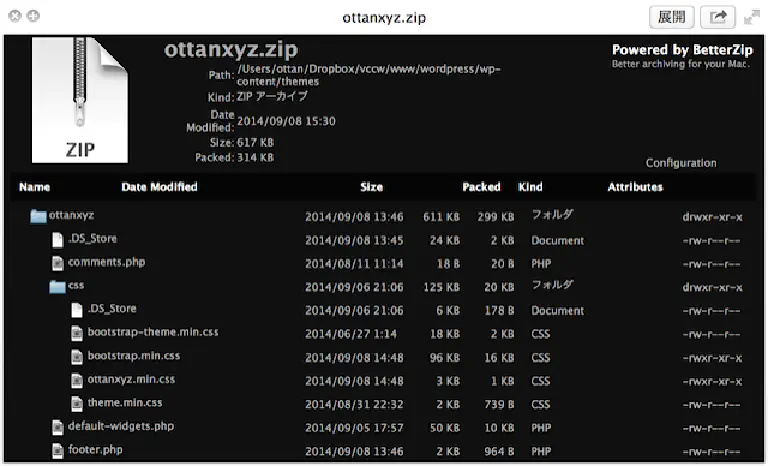 ottanxyz.zip
展開
ZIP
ottanxyz.zip
Path: /Users/ottan/Dropbox/vccw/www/wordpress/wp-
content/themes
Kind: ZIP アーカイブ
Date
Modified: 2014/09/08 15:30
Size: 617 KB
Packed: 314 KB
Powered by BetterZip
Better archiving for your Mac.
Configuration
Name Date Modified Size Packed Kind Attributes
ottanxyz 2014/09/08 13:46 611 KB 299 KB フォルダ drwxr-xr-x
.DS_Store 2014/09/08 13:45 24 KB 2 KB Document -rw-r--r--
comments.php 2014/08/11 11:14 18 B 20 B PHP -rw-r--r--
css 2014/09/06 21:06 125 KB 20 KB フォルダ drwxr-xr-x
.DS_Store 2014/09/06 21:06 6 KB 178 B Document -rw-r--r--
bootstrap-theme.min.css 2014/06/27 1:14 18 KB 2 KB CSS -rw-r--r--
bootstrap.min.css 2014/09/08 14:48 96 KB 16 KB CSS -rwxr-xr-x
ottanxyz.min.css 2014/09/08 14:48 3 KB 1 KB CSS -rwxr-xr-x
theme.min.css 2014/08/31 22:32 2 KB 739 B CSS -rw-r--r--
default-widgets.php 2014/09/05 17:57 50 KB 10 KB PHP -rw-r--r--
footer.php 2014/09/08 13:46 2 KB 964 B PHP -rw-r--r--